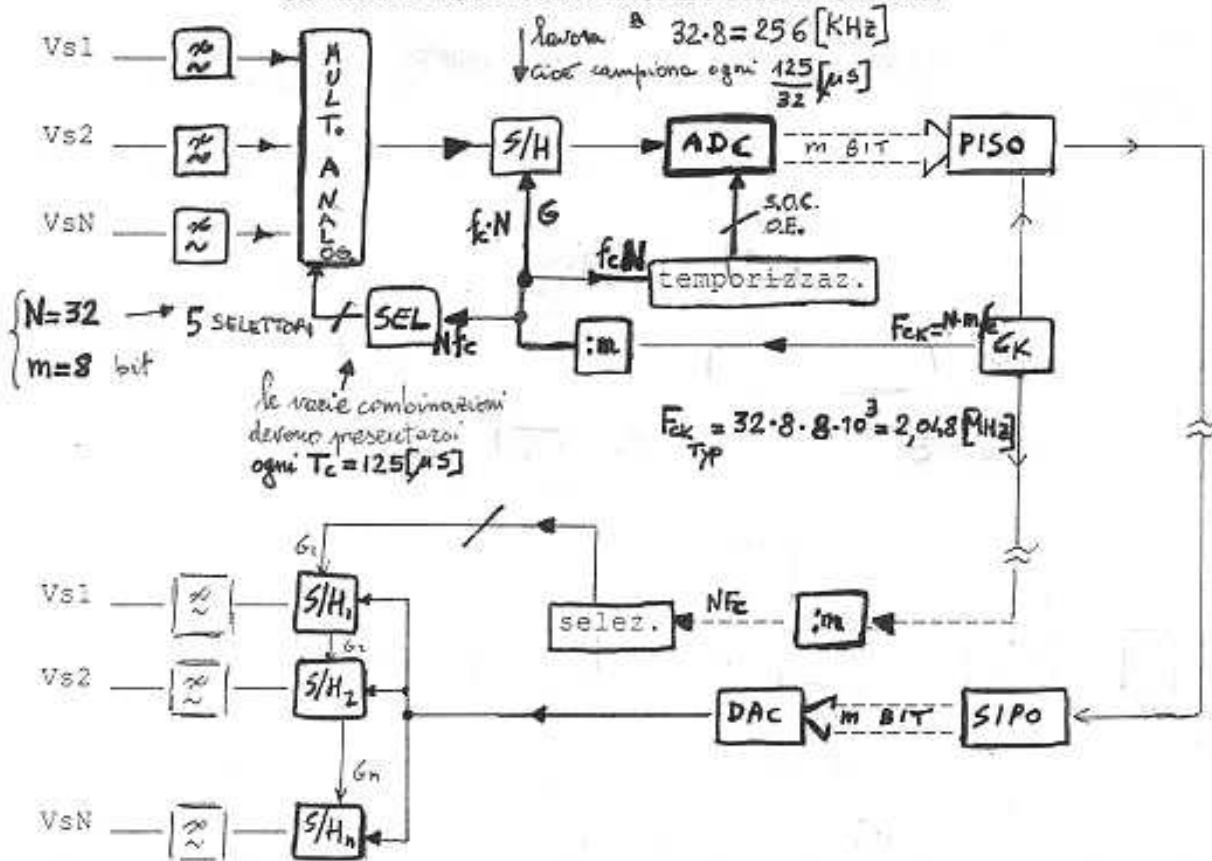 lavora a 32·8=256 [KHz]
cioè campiona ogni 125/32 [μs]
Vs1
Vs2
VsN
MULT. ANALOG.
S/H
ADC
m BIT
PISO
fc·N
G
S.O.C.
O.E.
fcN
temporizzaz.
N=32 → 5 SELETTORI
m=8 bit
SEL
Nfc
:m
FCK=N·m·fc
CK
le varie combinazioni
devono presentarsi
ogni Tc=125[μs]
FCK TYP = 32·8·8·10³=2,048[MHz]
G1
Vs1
S/H1
selez.
NFc
:m
G2
Vs2
S/H2
DAC
m BIT
SIPO
Gn
VsN
S/Hn